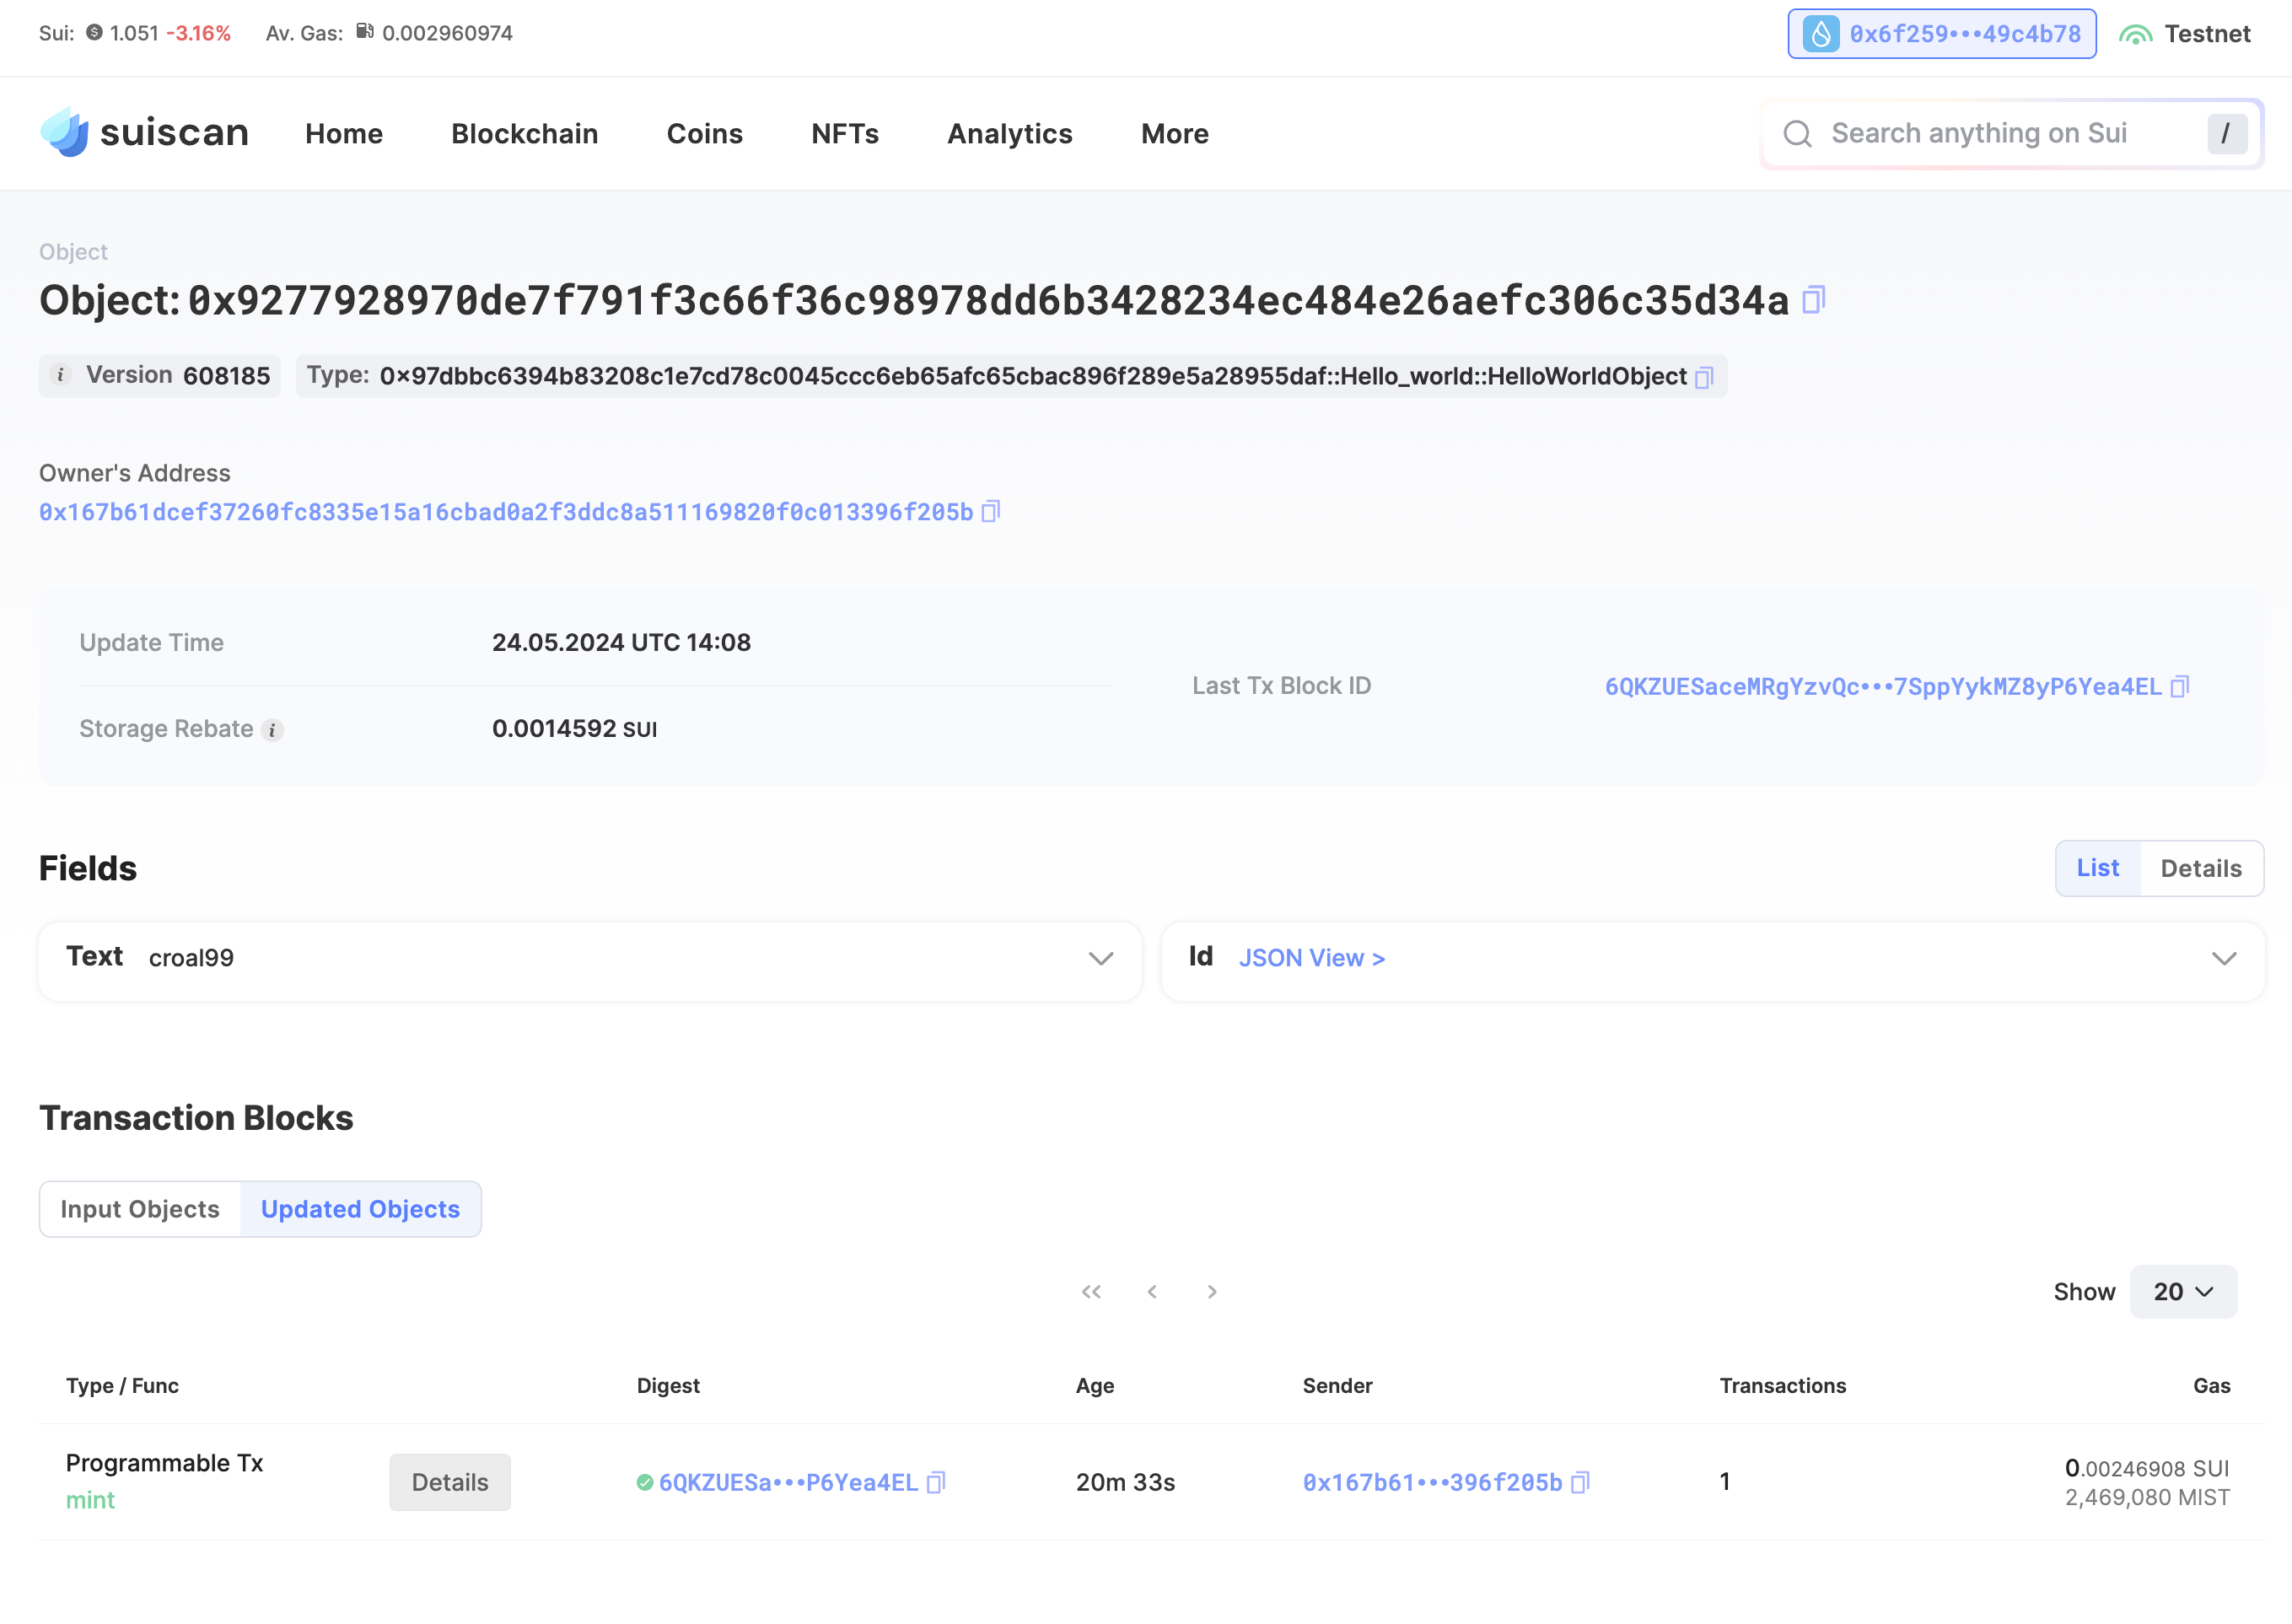 Sui: 1.051 -3.16% Av. Gas: 0.002960974 0x6f259•••49c4b78 Testnet
suiscan Home Blockchain Coins NFTs Analytics More Search anything on Sui /
Object
Object: 0x9277928970de7f791f3c66f36c98978dd6b3428234ec484e26aefc306c35d34a
i Version 608185 Type: 0x97dbbc6394b83208c1e7cd78c0045ccc6eb65afc65cbac896f289e5a28955daf::Hello_world::HelloWorldObject
Owner's Address
0x167b61dcef37260fc8335e15a16cbad0a2f3ddc8a511169820f0c013396f205b
Update Time 24.05.2024 UTC 14:08
Last Tx Block ID 6QKZUESaceMRgYzvQc•••7SppYykMZ8yP6Yea4EL
Storage Rebate i 0.0014592 SUI
Fields List Details
Text croal99 Id JSON View >
Transaction Blocks
Input Objects Updated Objects
Show 20
Type / Func Digest Age Sender Transactions Gas
Programmable Tx Details 6QKZUESa•••P6Yea4EL 20m 33s 0x167b61•••396f205b 1 0.00246908 SUI
mint 2,469,080 MIST